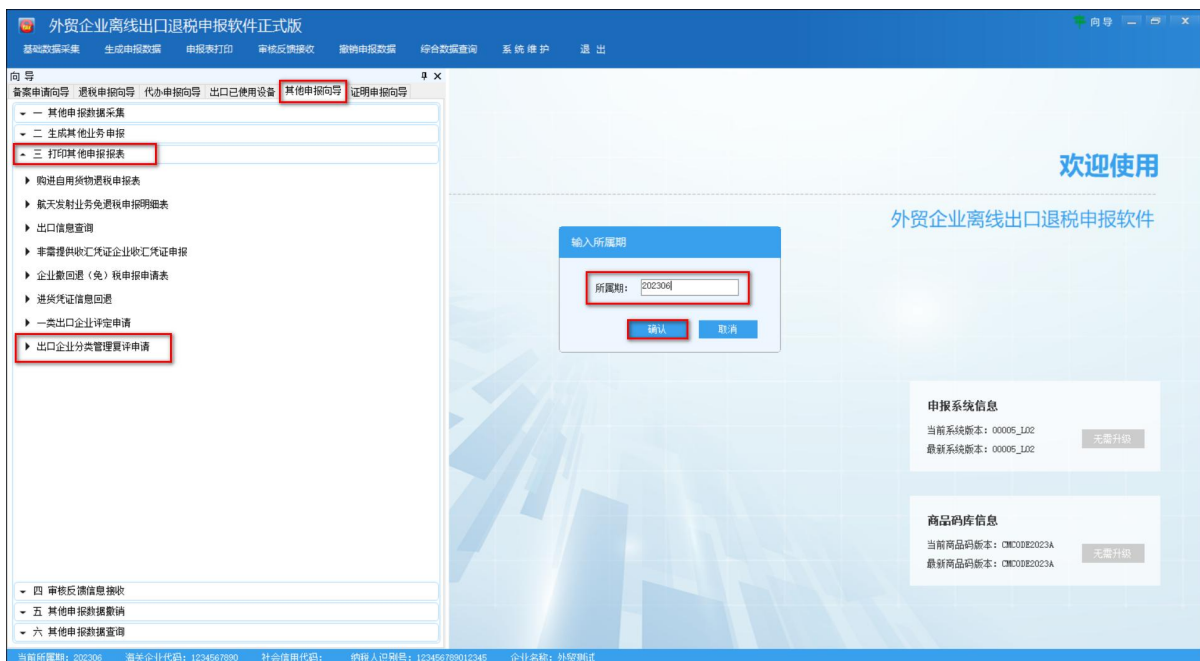 外贸企业离线出口退税申报软件正式版
向导
基础数据采集 生成申报数据 申报表打印 审核反馈接收 撤销申报数据 综合数据查询 系统维护 退出
向导
备案申请向导 退税申报向导 代办申报向导 出口已使用设备 其他申报向导 证明申报向导
一 其他申报数据采集
二 生成其他业务申报
三 打印其他申报报表
购进自用货物退税申报表
航天发射业务免退税申报明细表
出口信息查询
非需提供收汇凭证企业收汇凭证申报
企业撤回退(免)税申报申请表
进货凭证信息回退
一类出口企业评定申请
出口企业分类管理复评申请
四 审核反馈信息接收
五 其他申报数据撤销
六 其他申报数据查询
欢迎使用
外贸企业离线出口退税申报软件
输入所属期
所属期: 202306
确认 取消
申报系统信息
当前系统版本: 00005_L02
最新系统版本: 00005_L02
无需升级
商品码库信息
当前商品码版本: CMCODE2023A
最新商品码版本: CMCODE2023A
无需升级
当前所属期: 202306 海关企业代码: 1234567890 社会信用代码: 纳税人识别号: 123456789012345 企业名称: 外贸测试